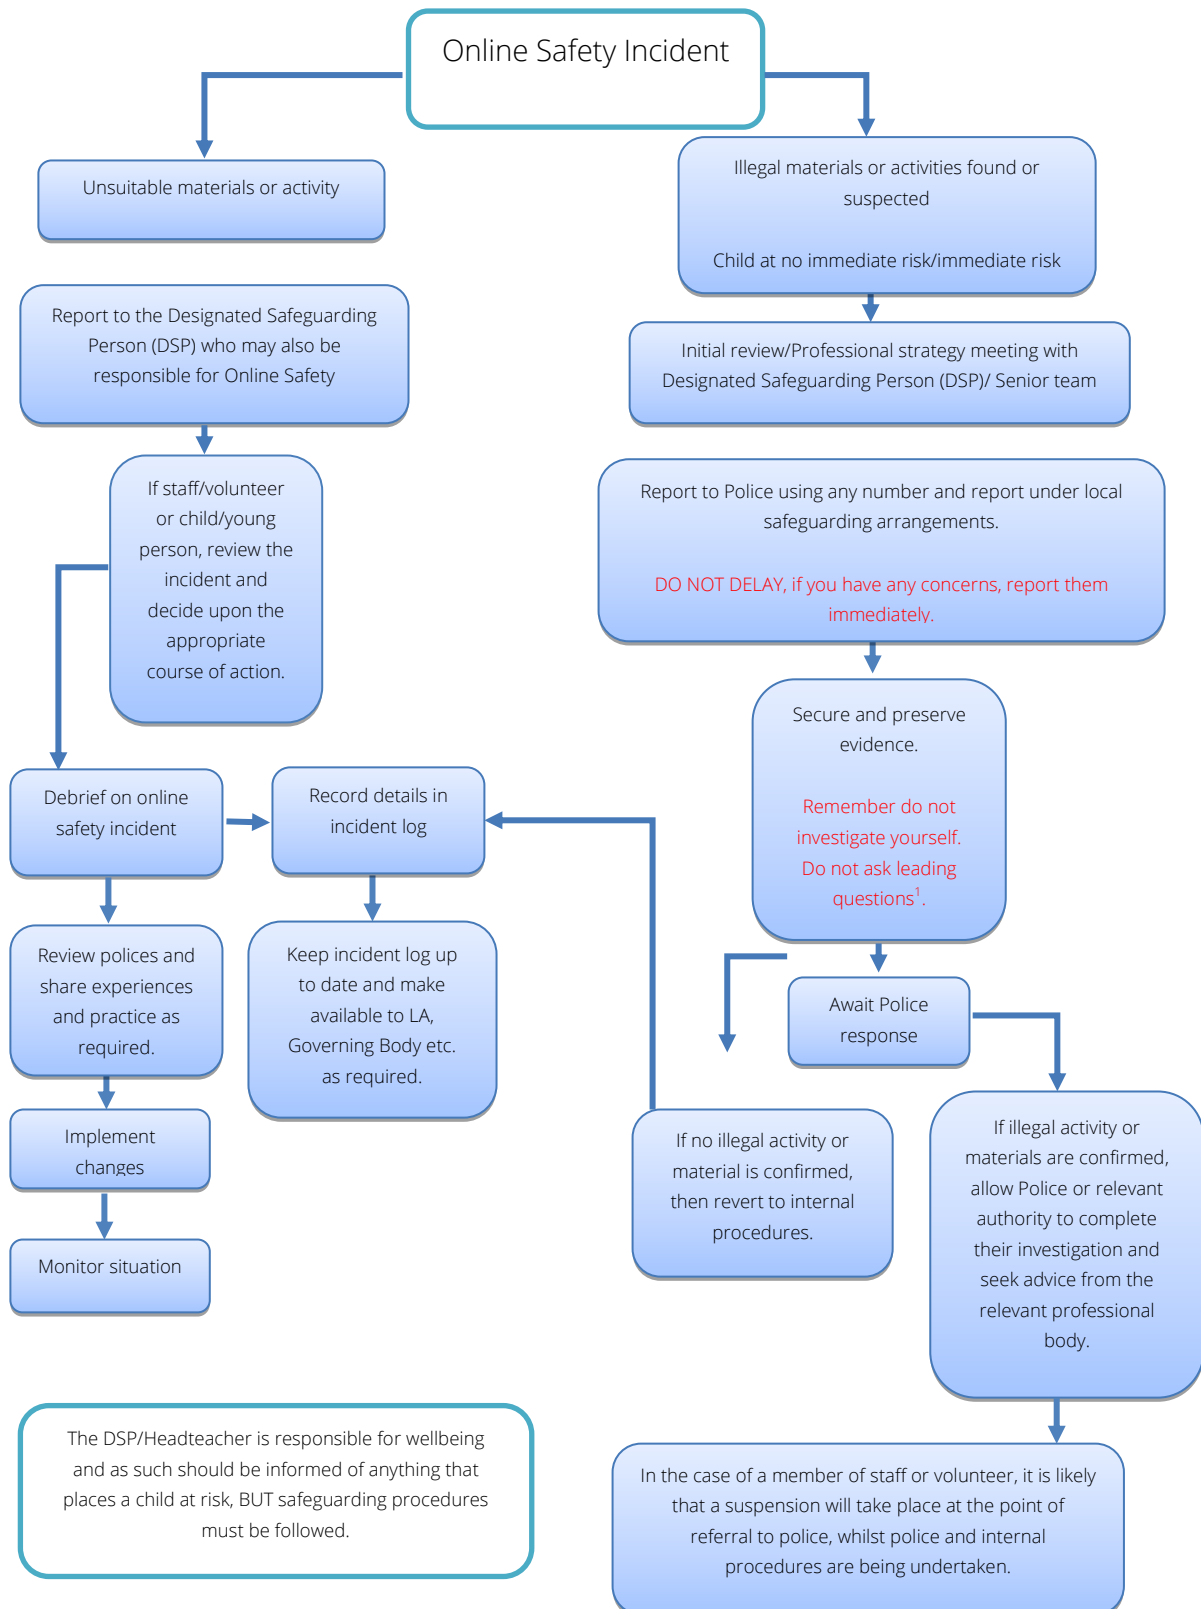 Online Safety Incident
Unsuitable materials or activity
Illegal materials or activities found or
suspected
Child at no immediate risk/immediate risk
Report to the Designated Safeguarding
Person (DSP) who may also be
responsible for Online Safety
Initial review/Professional strategy meeting with
Designated Safeguarding Person (DSP)/ Senior team
If staff/volunteer
or child/young
person, review the
incident and
decide upon the
appropriate
course of action.
Report to Police using any number and report under local
safeguarding arrangements.
DO NOT DELAY, if you have any concerns, report them
immediately.
Secure and preserve
evidence.
Remember do not
investigate yourself.
Do not ask leading
questions¹.
Debrief on online
safety incident
Record details in
incident log
Review polices and
share experiences
and practice as
required.
Keep incident log up
to date and make
available to LA,
Governing Body etc.
as required.
Await Police
response
Implement
changes
If no illegal activity or
material is confirmed,
then revert to internal
procedures.
If illegal activity or
materials are confirmed,
allow Police or relevant
authority to complete
their investigation and
seek advice from the
relevant professional
body.
Monitor situation
The DSP/Headteacher is responsible for wellbeing
and as such should be informed of anything that
places a child at risk, BUT safeguarding procedures
must be followed.
In the case of a member of staff or volunteer, it is likely
that a suspension will take place at the point of
referral to police, whilst police and internal
procedures are being undertaken.